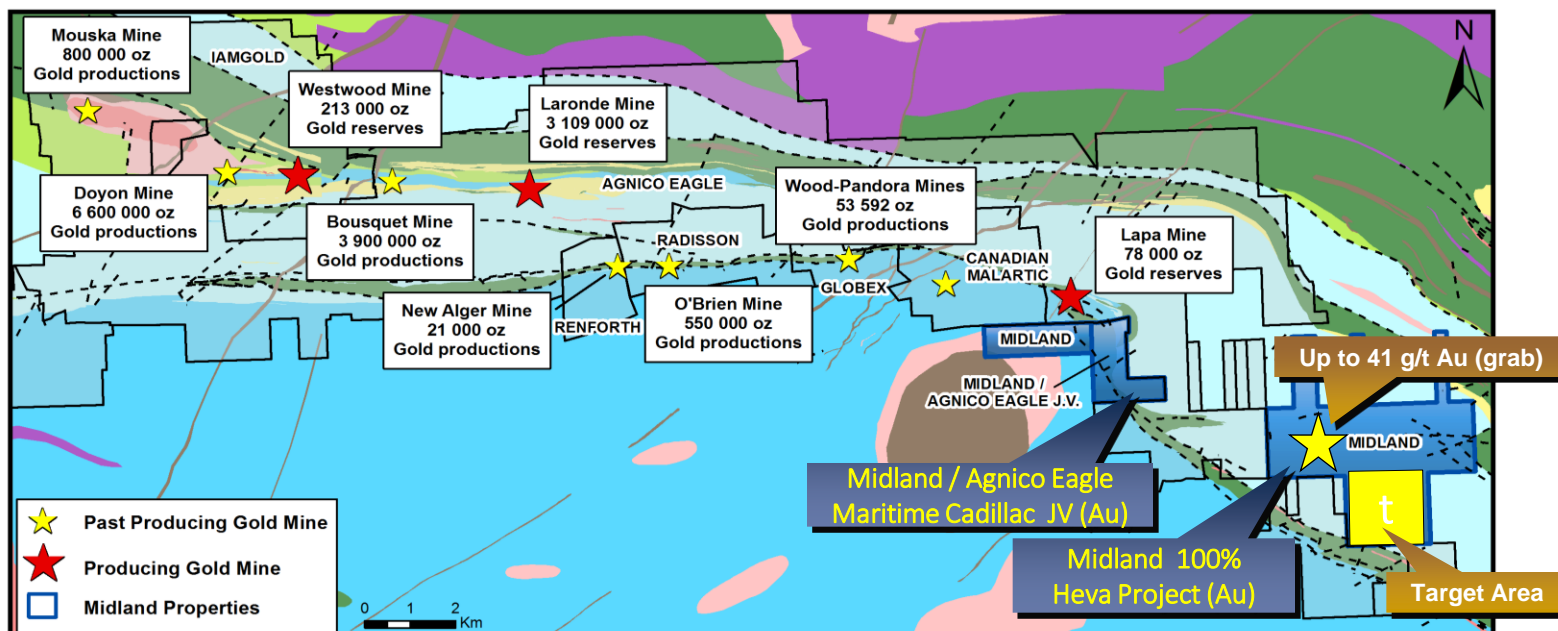 Mouska Mine
800 000 oz
Gold productions
IAMGOLD
Westwood Mine
213 000 oz
Gold reserves
Laronde Mine
3 109 000 oz
Gold reserves
N
Doyon Mine
6 600 000 oz
Gold productions
Bousquet Mine
3 900 000 oz
Gold productions
AGNICO EAGLE
Wood-Pandora Mines
53 592 oz
Gold productions
RADISSON
CANADIAN
MALARTIC
GLOBEX
Lapa Mine
78 000 oz
Gold reserves
New Alger Mine
21 000 oz
Gold productions
RENFORTH
O'Brien Mine
550 000 oz
Gold productions
MIDLAND
MIDLAND /
AGNICO EAGLE J.V.
Up to 41 g/t Au (grab)
MIDLAND
Midland / Agnico Eagle
Maritime Cadillac JV (Au)
t
Midland 100%
Heva Project (Au)
Target Area
Past Producing Gold Mine
Producing Gold Mine
Midland Properties
0 1 2
Km